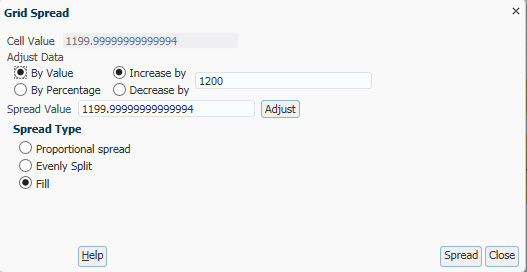 Grid Spread ×
Cell Value 1199.99999999999994
Adjust Data
By Value Increase by 1200
By Percentage Decrease by
Spread Value 1199.99999999999994 Adjust
Spread Type
Proportional spread
Evenly Split
Fill
Help Spread Close